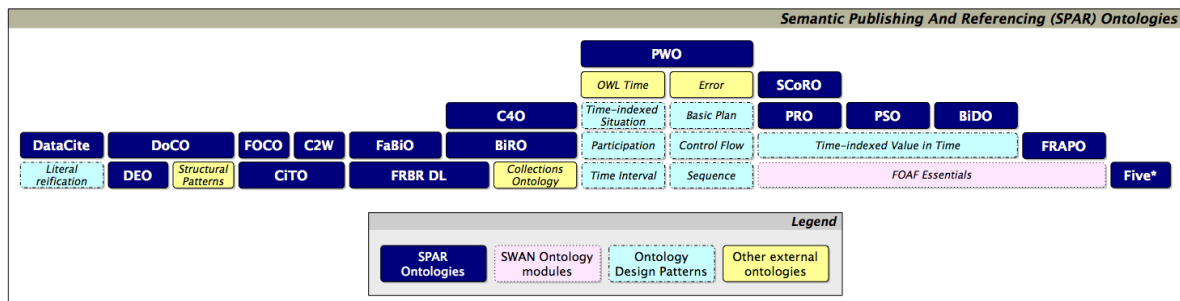 Semantic Publishing And Referencing (SPAR) Ontologies
PWO
OWL Time
Error
SCoRO
C4O
Time-indexed
Situation
Basic Plan
PRO
PSO
BiDO
DataCite
DoCO
FOCO
C2W
FaBiO
BiRO
Participation
Control Flow
Time-indexed Value in Time
FRAPO
Literal
reification
DEO
Structural
Patterns
CiTO
FRBR DL
Collections
Ontology
Time Interval
Sequence
FOAF Essentials
Five*
Legend
SPAR
Ontologies
SWAN Ontology
modules
Ontology
Design Patterns
Other external
ontologies